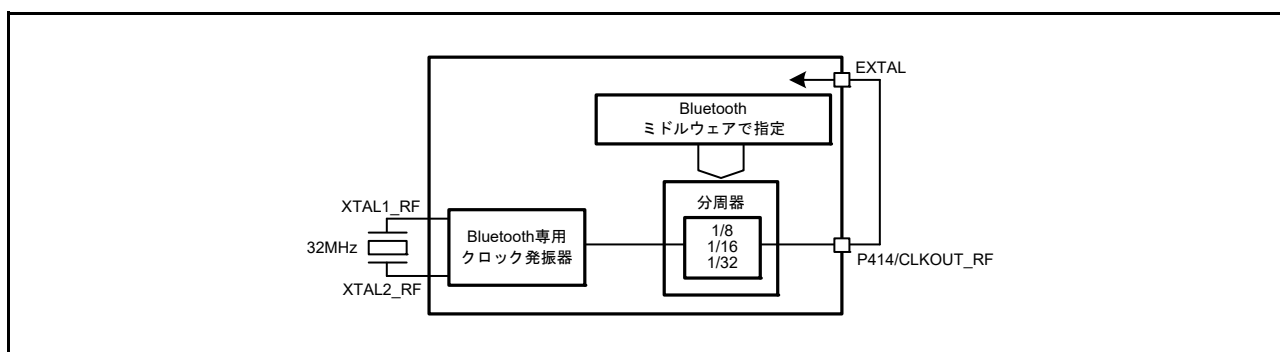 EXTAL
Bluetooth
ミドルウェアで指定
分周器
XTAL1_RF
1/8
Bluetooth専用
1/16
32MHz
クロック発振器
1/32
P414/CLKOUT_RF
XTAL2_RF